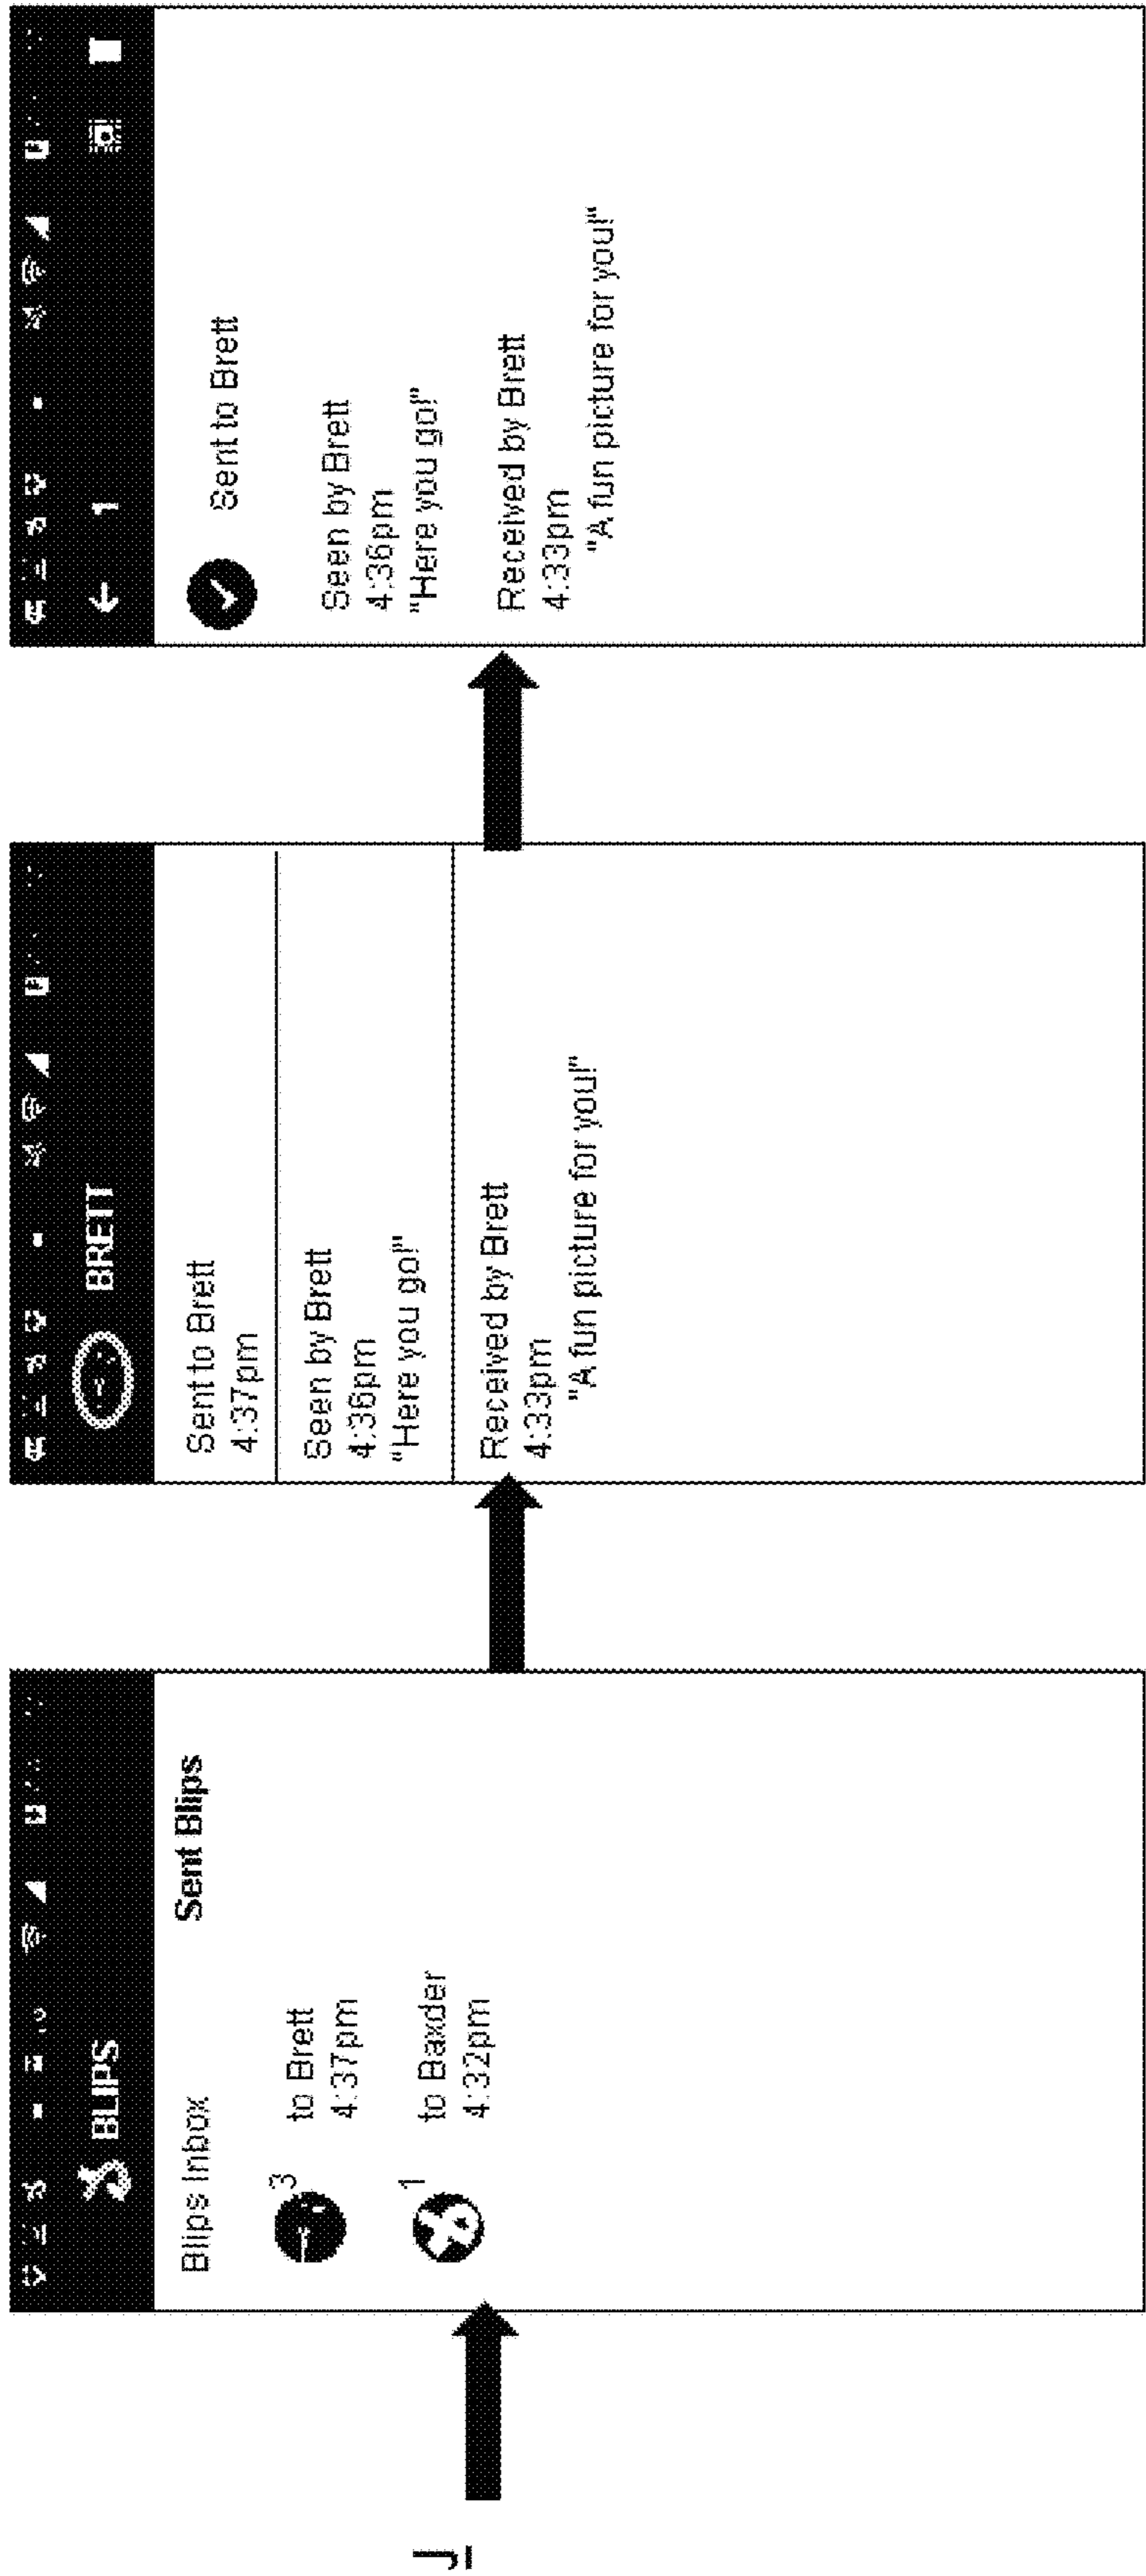 J
BLIPS
Blips Inbox Sent Blips
3
to Brett
4:37pm
1
to Baxder
4:32pm
BRETT
Sent to Brett
4:37pm
Seen by Brett
4:36pm
"Here you go!"
Received by Brett
4:33pm
"A fun picture for you!"
1
Sent to Brett
Seen by Brett
4:36pm
"Here you go!"
Received by Brett
4:33pm
"A fun picture for you!"